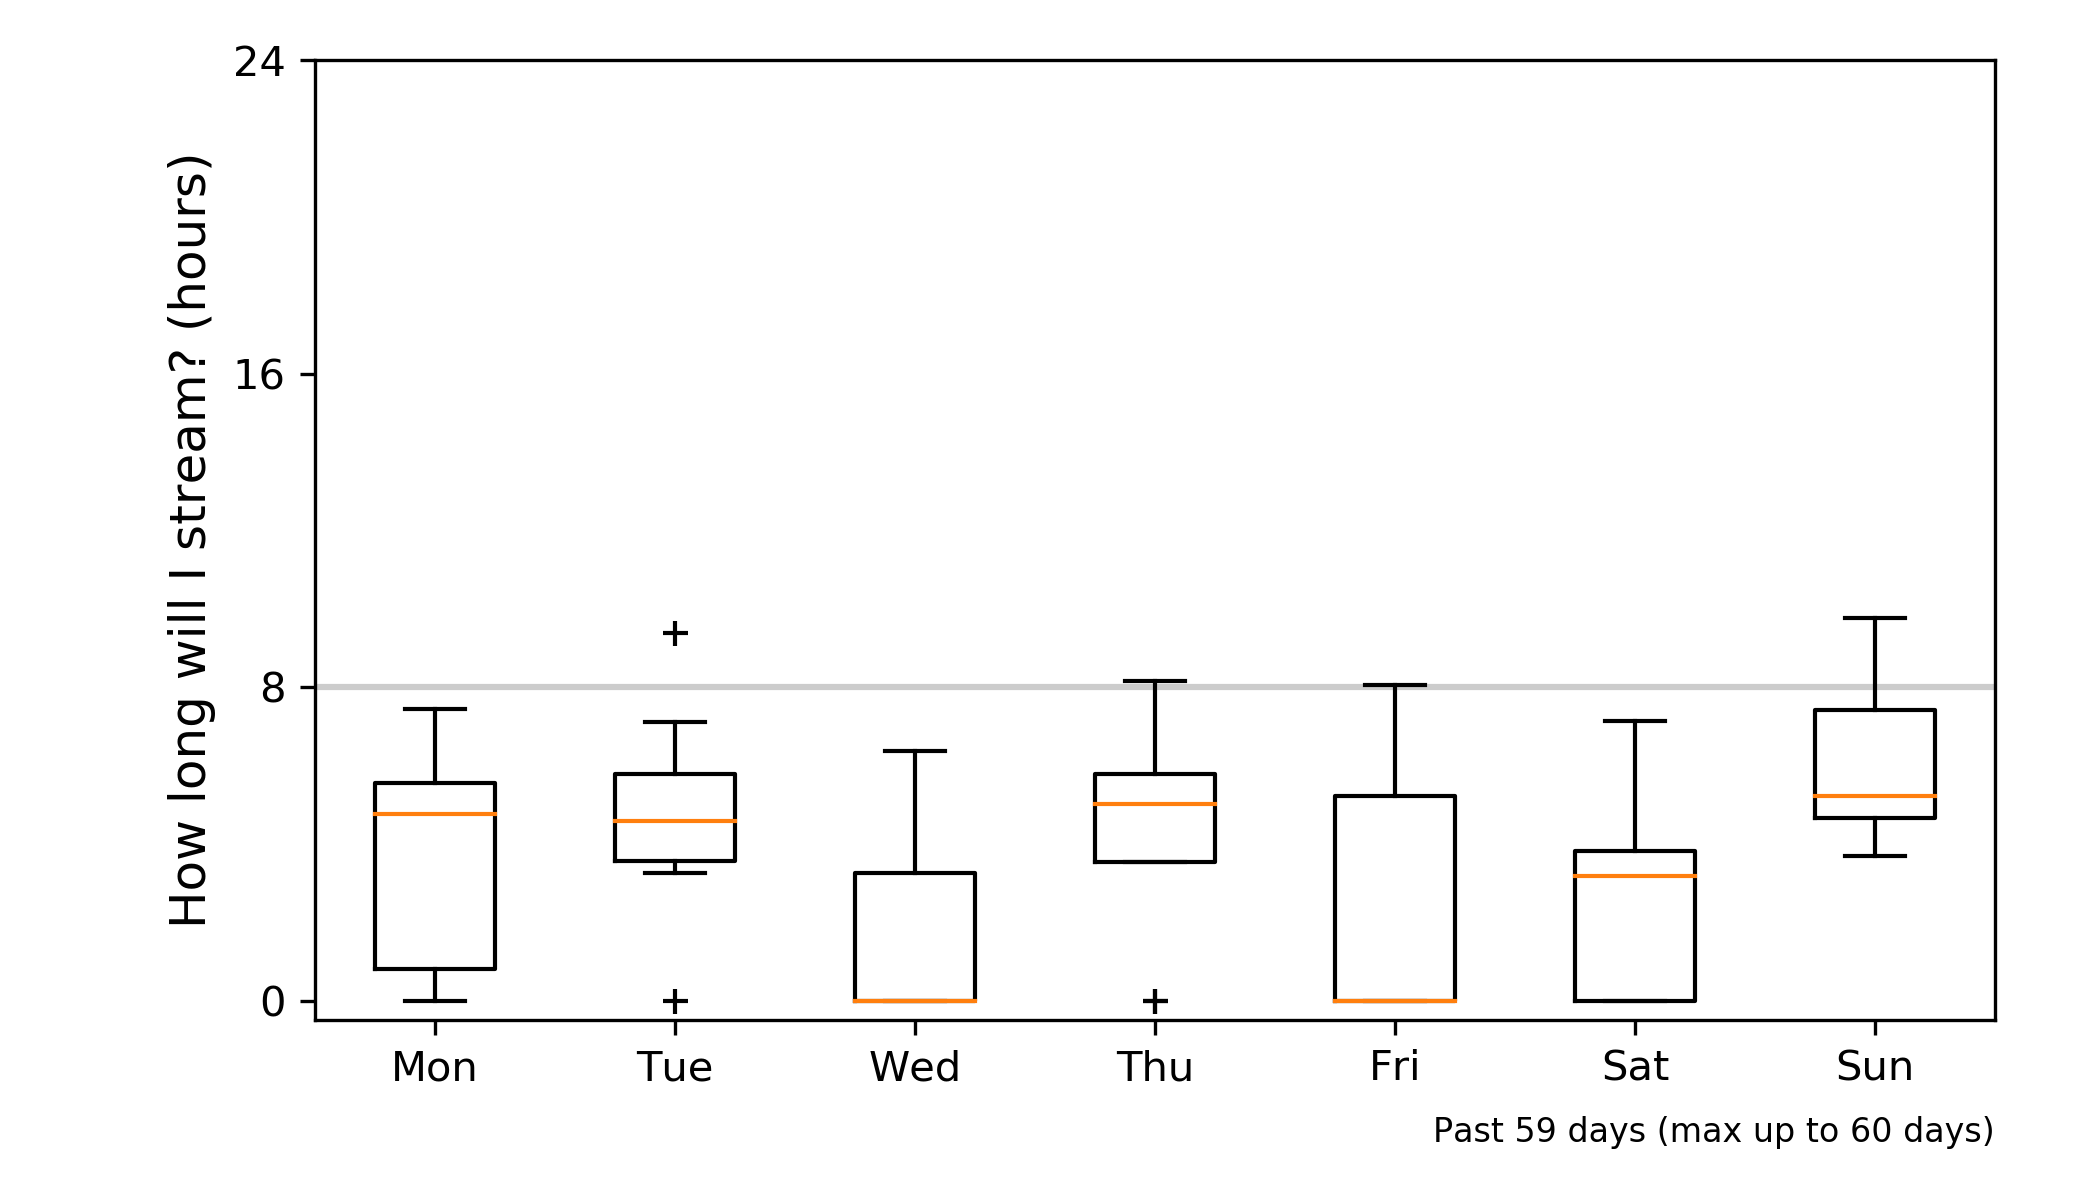 How long will I stream? (hours)
24
16
8
0
Mon Tue Wed Thu Fri Sat Sun
Past 59 days (max up to 60 days)